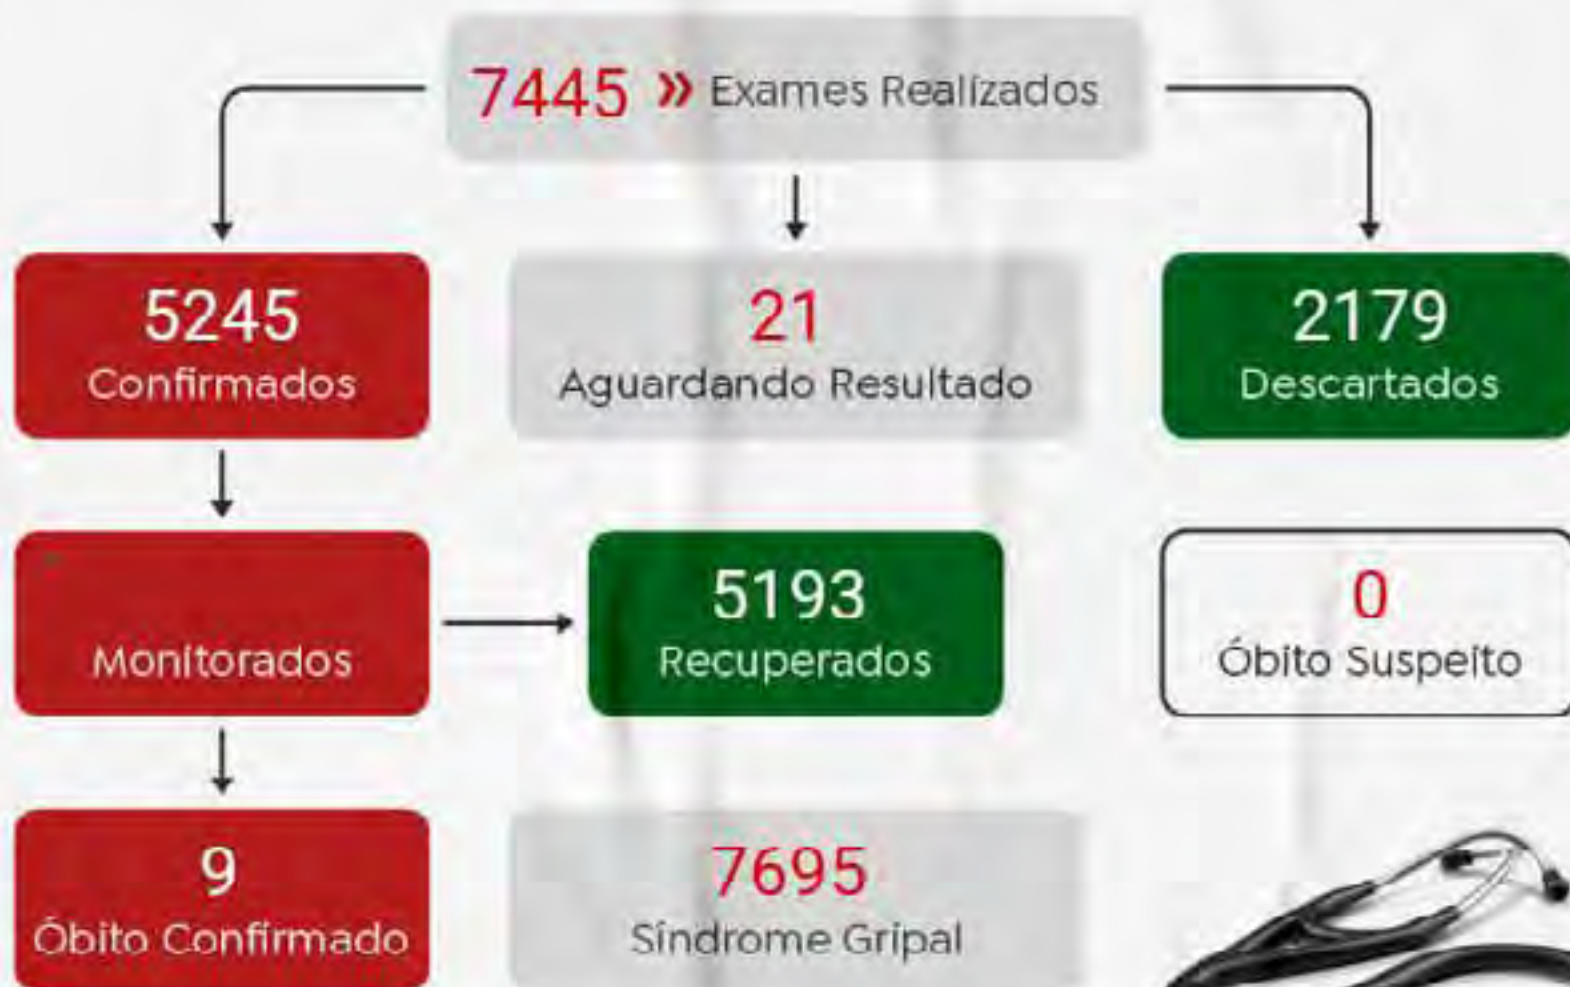 7445 » Exames Realizados
5245
Confirmados
21
Aguardando Resultado
2179
Descartados
Monitorados
5193
Recuperados
0
Óbito Suspeito
9
Óbito Confirmado
7695
Síndrome Gripal